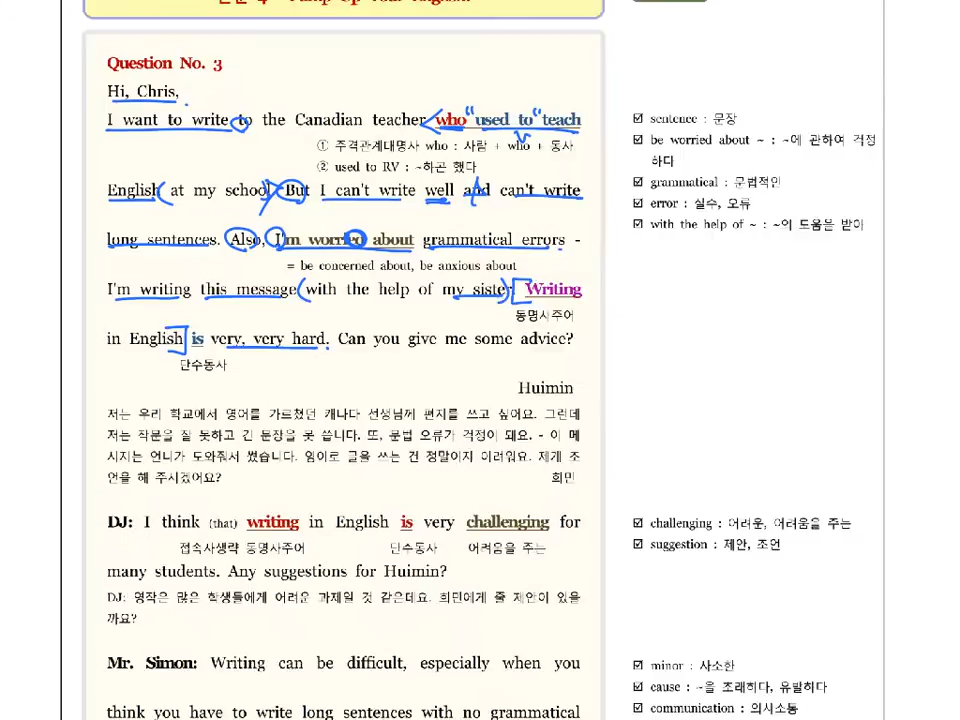 Question No. 3
Hi, Chris,
I want to write to the Canadian teacher who "used to" teach
① 주격관계대명사 who : 사람 + who + 동사
② used to RV : ~하곤 했다
English at my school. But I can't write well and can't write
long sentences. Also, I'm worried about grammatical errors -
= be concerned about, be anxious about
I'm writing this message with the help of my sister. Writing
동명사주어
in English is very, very hard. Can you give me some advice?
단수동사
Huimin
저는 우리 학교에서 영어를 가르쳤던 캐나다 선생님께 편지를 쓰고 싶어요. 그런데
저는 작문을 잘 못하고 긴 문장을 못 씁니다. 또, 문법 오류가 걱정이 돼요. - 이 메
시지는 언니가 도와줘서 썼습니다. 임이로 글을 쓰는 건 정말이지 어려워요. 제게 조
언을 해 주시겠어요? 희민
DJ: I think (that) writing in English is very challenging for
접속사생략 동명사주어 단수동사 어려움을 주는
many students. Any suggestions for Huimin?
DJ: 영작은 많은 학생들에게 어려운 과제일 것 같은데요. 희민에게 줄 제안이 있을
까요?
Mr. Simon: Writing can be difficult, especially when you
think you have to write long sentences with no grammatical
☑ sentence : 문장
☑ be worried about ~ : ~에 관하여 걱정
하다
☑ grammatical : 문법적인
☑ error : 실수, 오류
☑ with the help of ~ : ~의 도움을 받아
☑ challenging : 어려운, 어려움을 주는
☑ suggestion : 제안, 조언
☑ minor : 사소한
☑ cause : ~을 초래하다, 유발하다
☑ communication : 의사소통